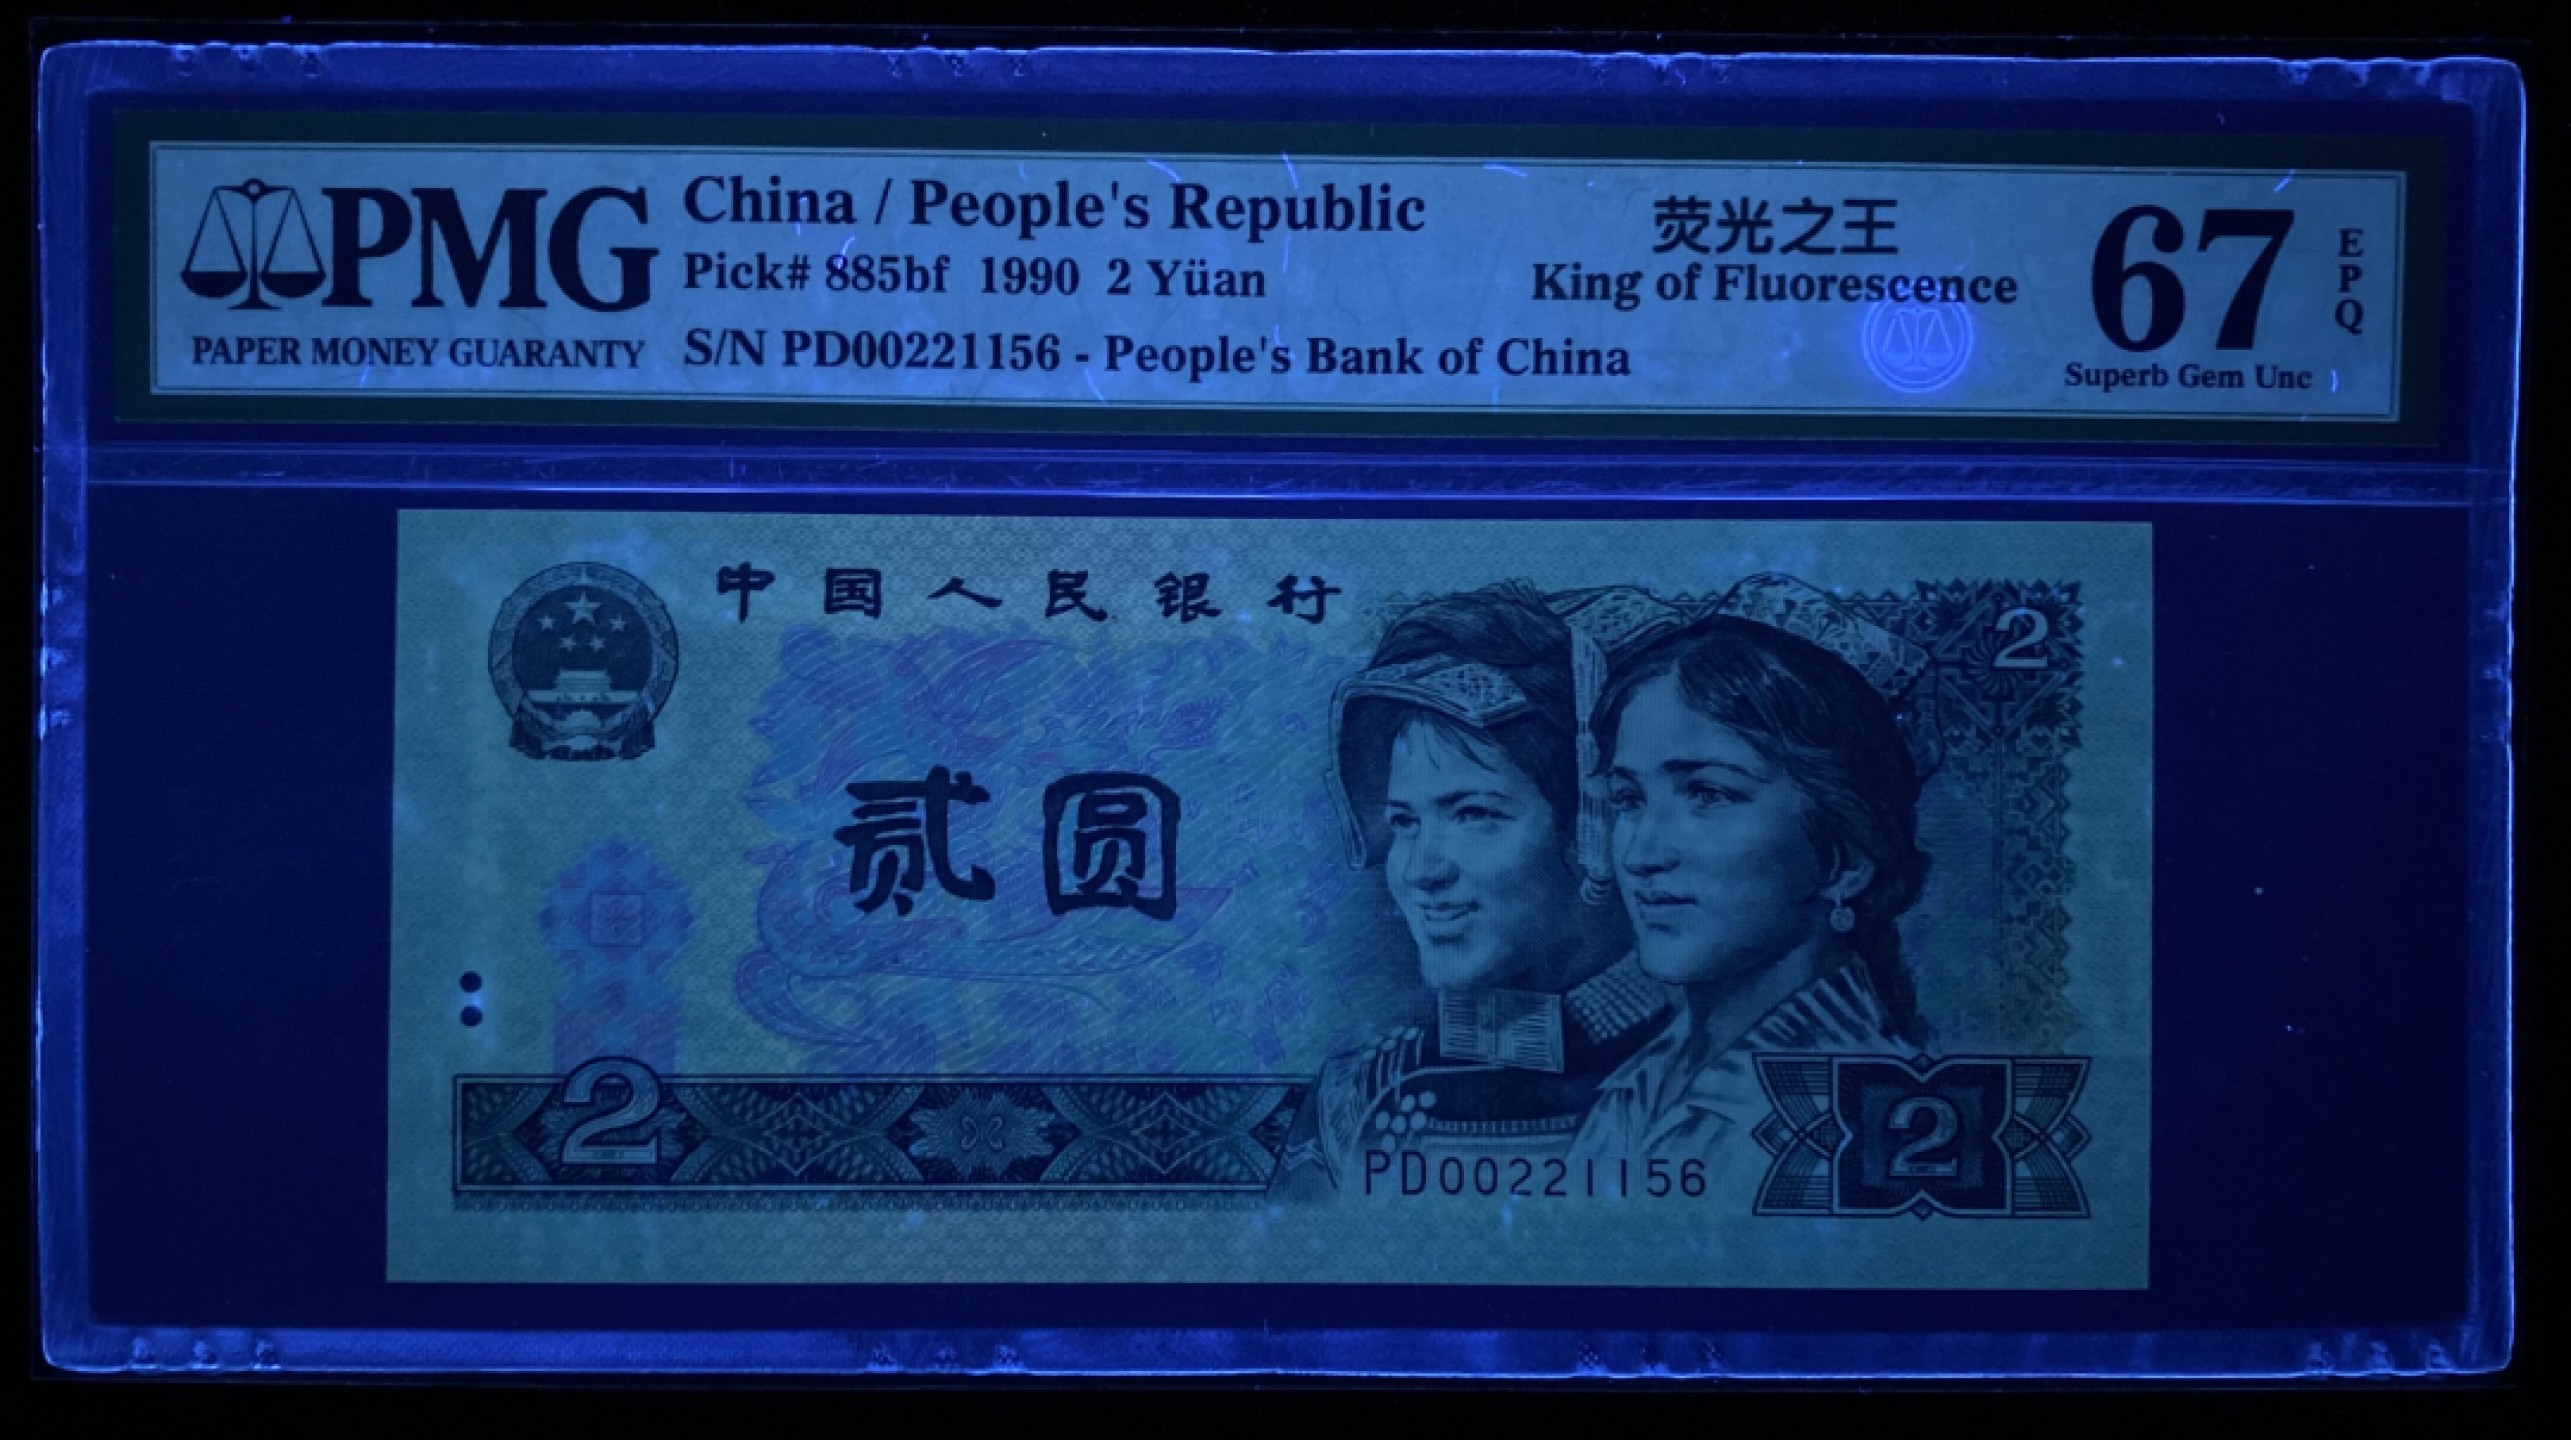 PMG
PAPER MONEY GUARANTY
China / People's Republic
Pick# 885bf 1990 2 Yüan
S/N PD00221156 - People's Bank of China
荧光之王
King of Fluorescence
67
EPQ
Superb Gem Unc
中国人民银行
2
贰圆
2
PD00221156
2